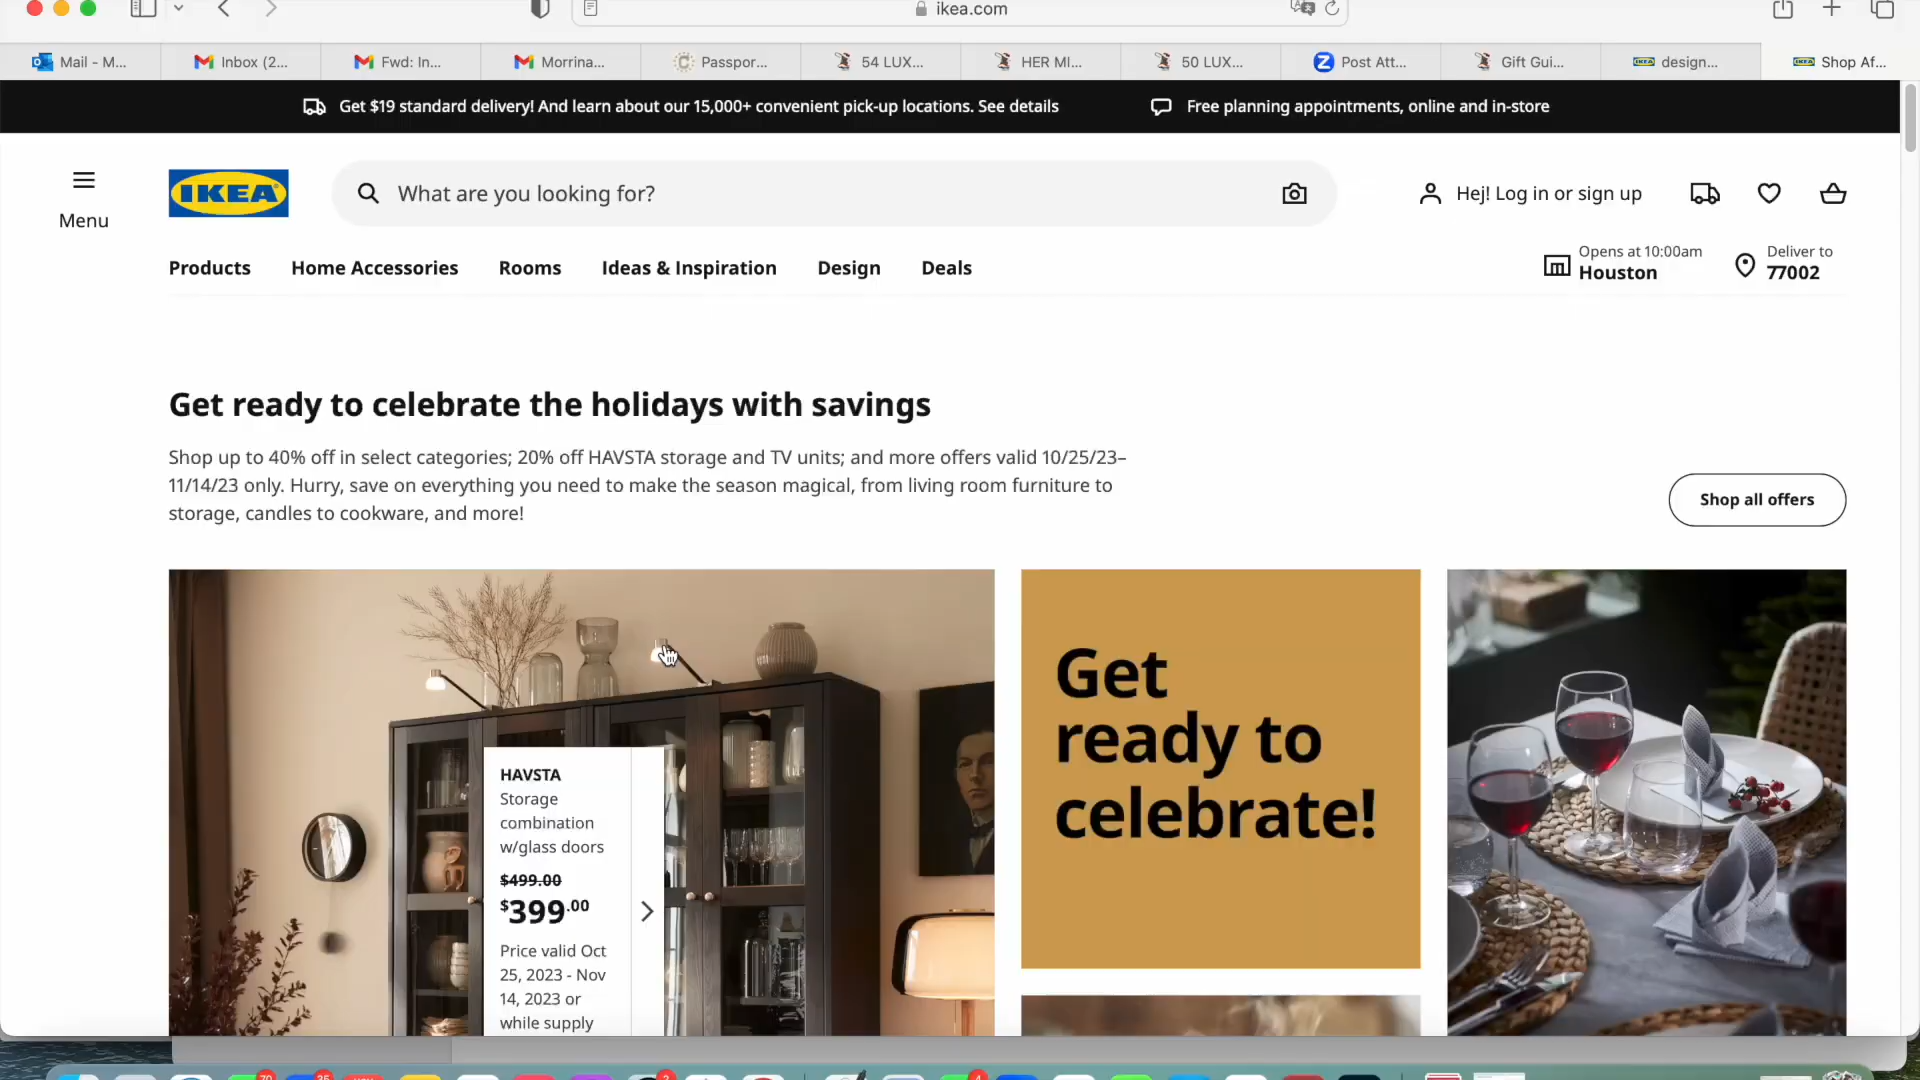 ikea.com
Mail - M...
Inbox (2...
Fwd: In...
Morrina...
Passpor...
54 LUX...
HER MI...
50 LUX...
Post Att...
Gift Gui...
design...
Shop Af...
Get $19 standard delivery! And learn about our 15,000+ convenient pick-up locations. See details
Free planning appointments, online and in-store
Menu
IKEA
What are you looking for?
Hej! Log in or sign up
Products
Home Accessories
Rooms
Ideas & Inspiration
Design
Deals
Opens at 10:00am
Houston
Deliver to
77002
Get ready to celebrate the holidays with savings
Shop up to 40% off in select categories; 20% off HAVSTA storage and TV units; and more offers valid 10/25/23–
11/14/23 only. Hurry, save on everything you need to make the season magical, from living room furniture to
storage, candles to cookware, and more!
Shop all offers
HAVSTA
Storage
combination
w/glass doors
$499.00
$399.00
Price valid Oct
25, 2023 - Nov
14, 2023 or
while supply
Get
ready to
celebrate!